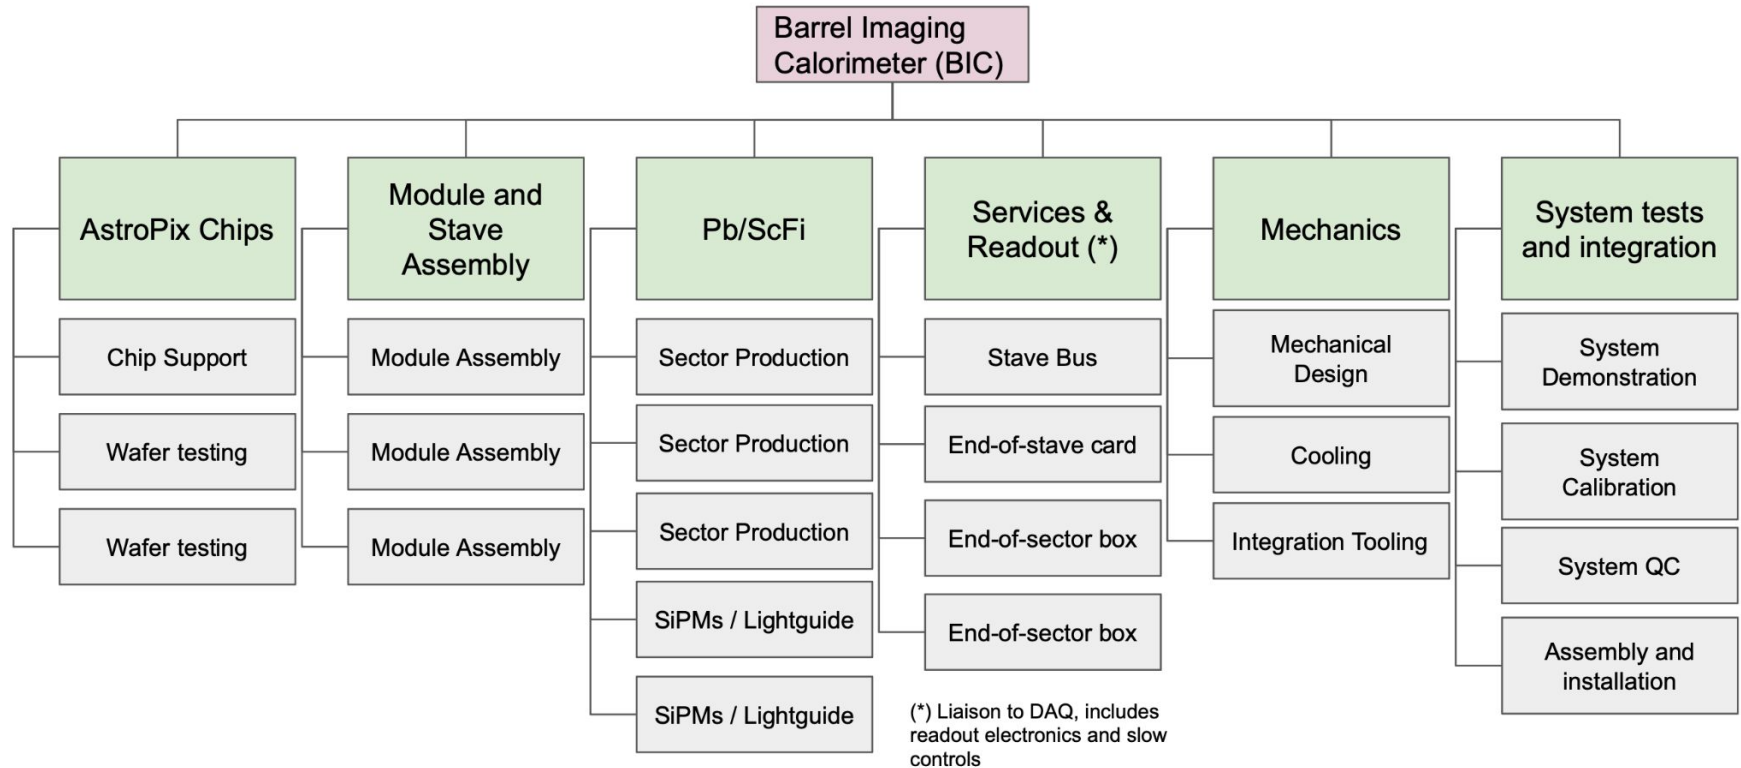 Barrel Imaging
Calorimeter (BIC)
AstroPix Chips
Chip Support
Wafer testing
Wafer testing
Module and
Stave
Assembly
Module Assembly
Module Assembly
Module Assembly
Pb/ScFi
Sector Production
Sector Production
Sector Production
SiPMs / Lightguide
SiPMs / Lightguide
Services &
Readout (*)
Stave Bus
End-of-stave card
End-of-sector box
End-of-sector box
(*) Liaison to DAQ, includes
readout electronics and slow
controls
Mechanics
Mechanical
Design
Cooling
Integration Tooling
System tests
and integration
System
Demonstration
System
Calibration
System QC
Assembly and
installation